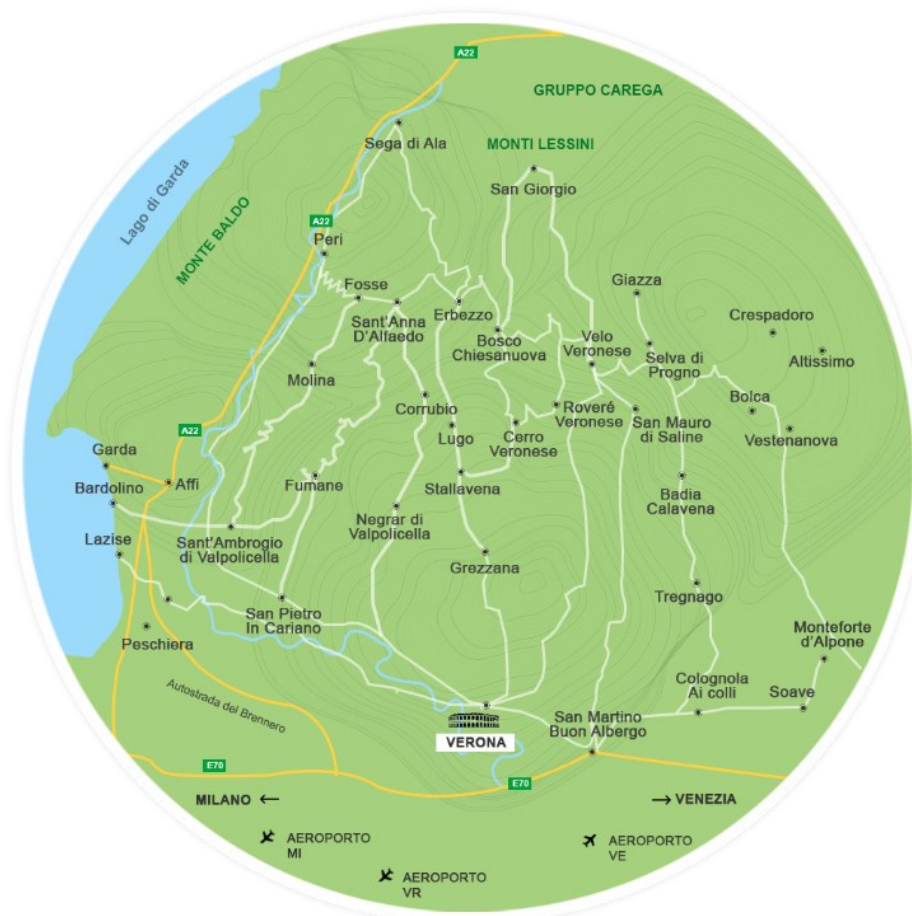 A22
GRUPPO CAREGA
Sega di Ala
MONTI LESSINI
Lago di Garda
San Giorgio
MONTE BALDO
A22
Peri
Fosse
Giazza
Sant'Anna
D'Alfaedo
Erbezzo
Crespadoro
Bosco
Chiesanuova
Velo
Veronese
Selva di
Progno
Altissimo
Molina
Bolca
Corrubio
Roveré
Veronese
San Mauro
di Saline
A22
Lugo
Cerro
Veronese
Vestenanova
Garda
Affi
Fumane
Stallavena
Bardolino
Badia
Calavena
Negrar di
Valpolicella
Lazise
Sant'Ambrogio
di Valpolicella
Grezzana
Tregnago
San Pietro
In Cariano
Peschiera
Monteforte
d'Alpone
Autostrada del Brennero
Colognola
Ai colli
Soave
San Martino
Buon Albergo
VERONA
E70
E70
MILANO ←
→ VENEZIA
AEROPORTO
MI
AEROPORTO
VE
AEROPORTO
VR